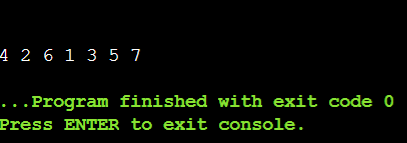 4 2 6 1 3 5 7
...Program finished with exit code 0
Press ENTER to exit console.